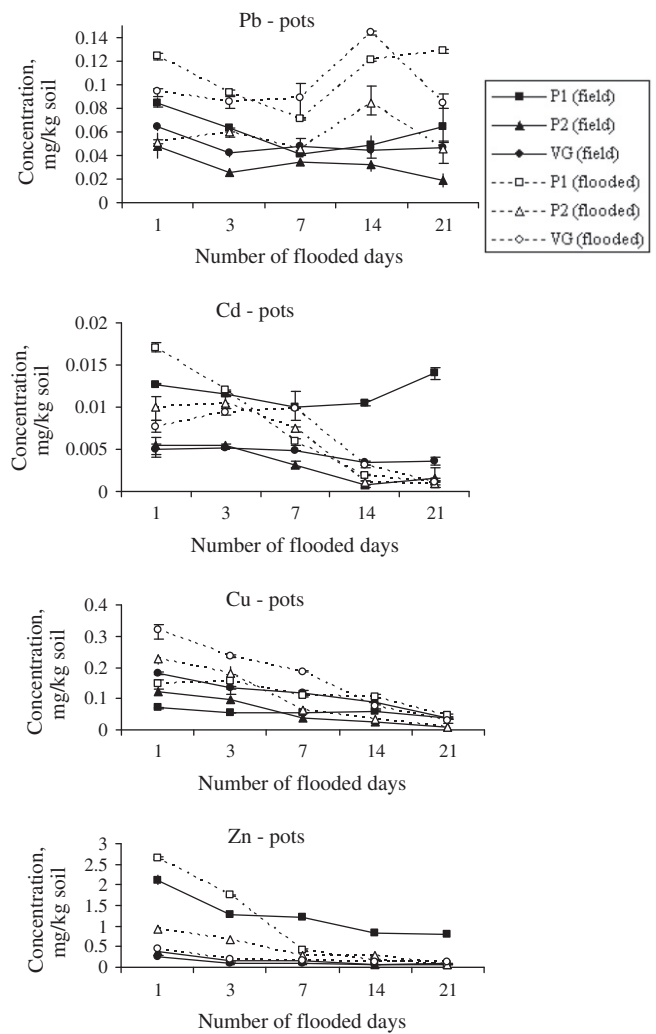 Pb - pots
Concentration,
mg/kg soil
0.14
0.12
0.1
0.08
0.06
0.04
0.02
0
1 3 7 14 21
Number of flooded days
P1 (field)
P2 (field)
VG (field)
P1 (flooded)
P2 (flooded)
VG (flooded)
Cd - pots
Concentration,
mg/kg soil
0.02
0.015
0.01
0.005
0
1 3 7 14 21
Number of flooded days
Cu - pots
Concentration,
mg/kg soil
0.4
0.3
0.2
0.1
0
1 3 7 14 21
Number of flooded days
Zn - pots
Concentration,
mg/kg soil
3
2.5
2
1.5
1
0.5
0
1 3 7 14 21
Number of flooded days